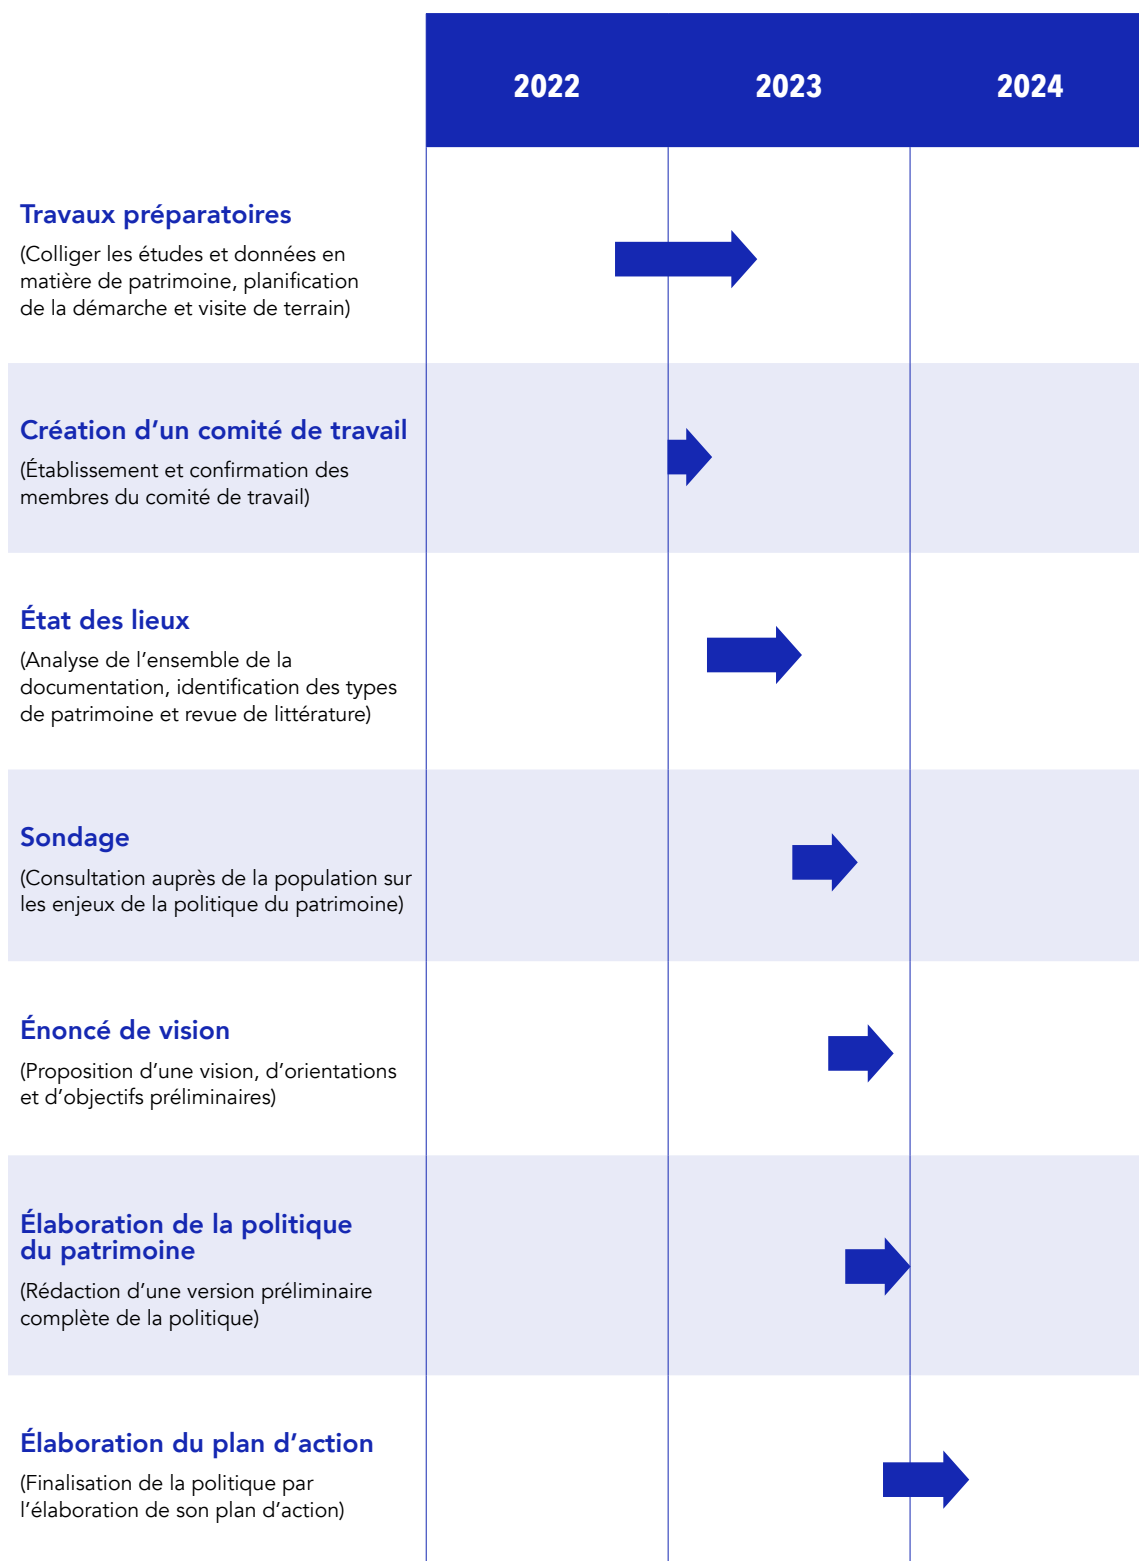 2022 2023 2024
Travaux préparatoires
(Colliger les études et données en
matière de patrimoine, planification
de la démarche et visite de terrain)
Création d’un comité de travail
(Établissement et confirmation des
membres du comité de travail)
État des lieux
(Analyse de l’ensemble de la
documentation, identification des types
de patrimoine et revue de littérature)
Sondage
(Consultation auprès de la population sur
les enjeux de la politique du patrimoine)
Énoncé de vision
(Proposition d’une vision, d’orientations
et d’objectifs préliminaires)
Élaboration de la politique
du patrimoine
(Rédaction d’une version préliminaire
complète de la politique)
Élaboration du plan d’action
(Finalisation de la politique par
l’élaboration de son plan d’action)